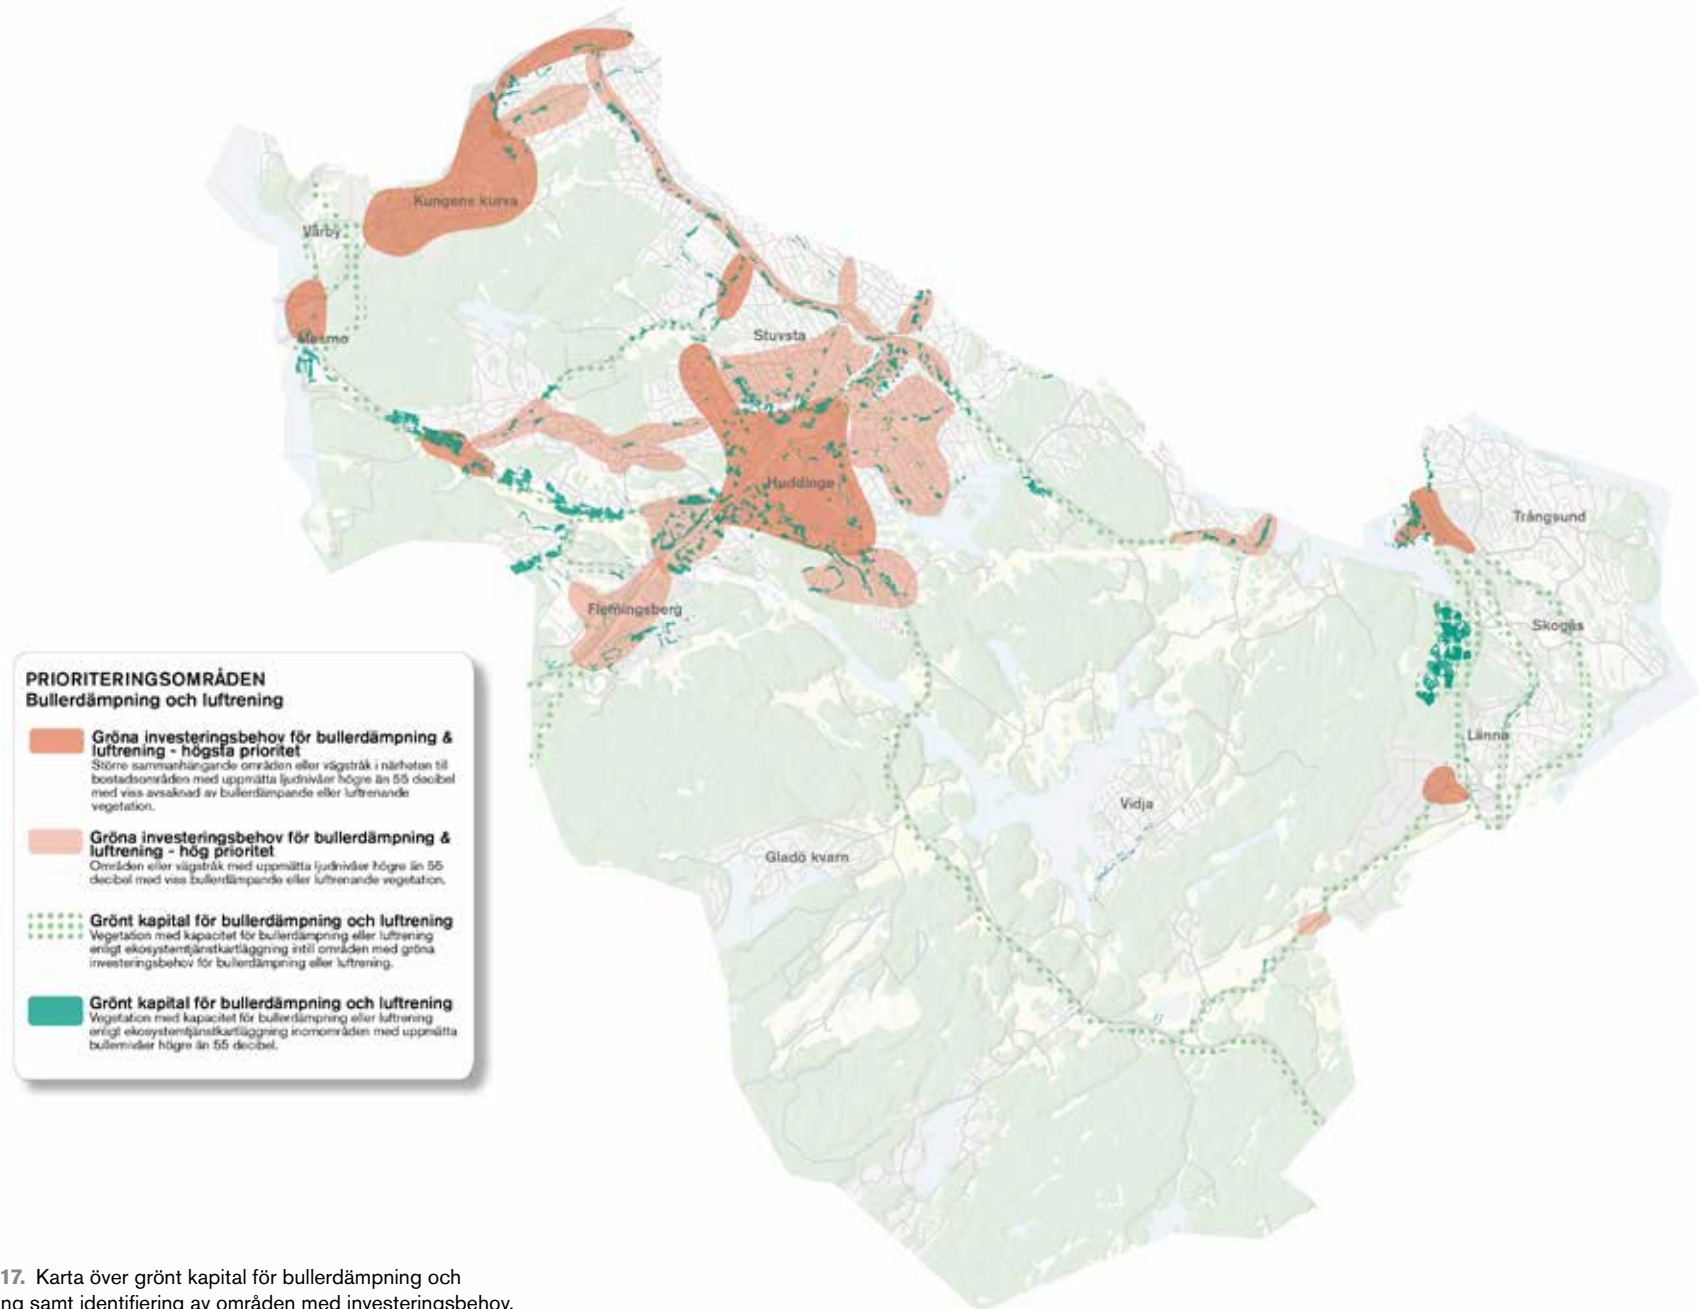 Kungens kurva
Vårby
Masmo
Stuvsta
Huddinge
Trångsund
Flemingsberg
Skogås
Länna
Vidja
Gladö kvarn
PRIORITERINGSOMRÅDEN
Bullerdämpning och luftrening
Gröna investeringsbehov för bullerdämpning &
luftrening - högsta prioritet
Större sammanhängande områden eller vägstråk i närheten till
bostadsområden med uppmätta ljudnivåer högre än 55 decibel
med viss avsaknad av bullerdämpande eller luftrenande
vegetation.
Gröna investeringsbehov för bullerdämpning &
luftrening - hög prioritet
Områden eller vägstråk med uppmätta ljudnivåer högre än 55
decibel med viss bullerdämpande eller luftrenande vegetation.
Grönt kapital för bullerdämpning och luftrening
Vegetation med kapacitet för bullerdämpning eller luftrening
enligt ekosystemtjänstkartläggning intill områden med gröna
investeringsbehov för bullerdämpning eller luftrening.
Grönt kapital för bullerdämpning och luftrening
Vegetation med kapacitet för bullerdämpning eller luftrening
enligt ekosystemtjänstkartläggning inomområden med uppmätta
bullernivåer högre än 55 decibel.
17. Karta över grönt kapital för bullerdämpning och
ng samt identifiering av områden med investeringsbehov.